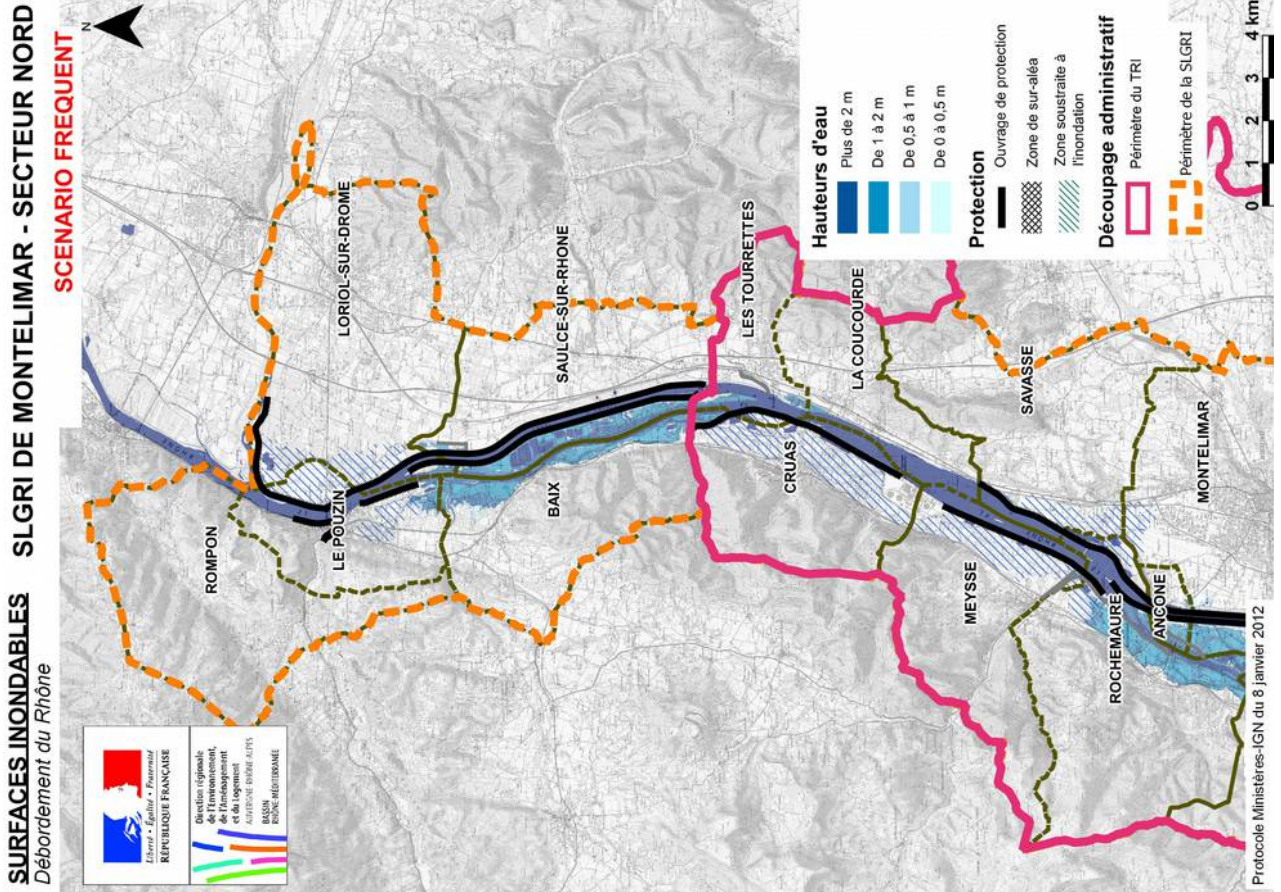 SURFACES INONDABLES SLGRI DE MONTELIMAR - SECTEUR NORD
Débordement du Rhône
SCENARIO FREQUENT
N
Liberté • Égalité • Fraternité
RÉPUBLIQUE FRANÇAISE
Direction régionale
de l'Environnement,
de l'Aménagement
et du Logement
AUVERGNE-RHÔNE-ALPES
BASSIN
RHÔNE-MÉDITERRANÉE
ROMPON
LE POUZIN
LORIOL-SUR-DROME
BAIX
SAULCE-SUR-RHONE
CRUAS
LES TOURRETTES
LA COUCOURDE
MEYSSE
SAVASSE
ROCHEMAURE
ANCONE
MONTELIMAR
Hauteurs d'eau
Plus de 2 m
De 1 à 2 m
De 0,5 à 1 m
De 0 à 0,5 m
Protection
Ouvrage de protection
Zone de sur-aléa
Zone soustraite à
l'inondation
Découpage administratif
Périmètre du TRI
Périmètre de la SLGRI
0 1 2 3 4 km
Protocole Ministères-IGN du 8 janvier 2012